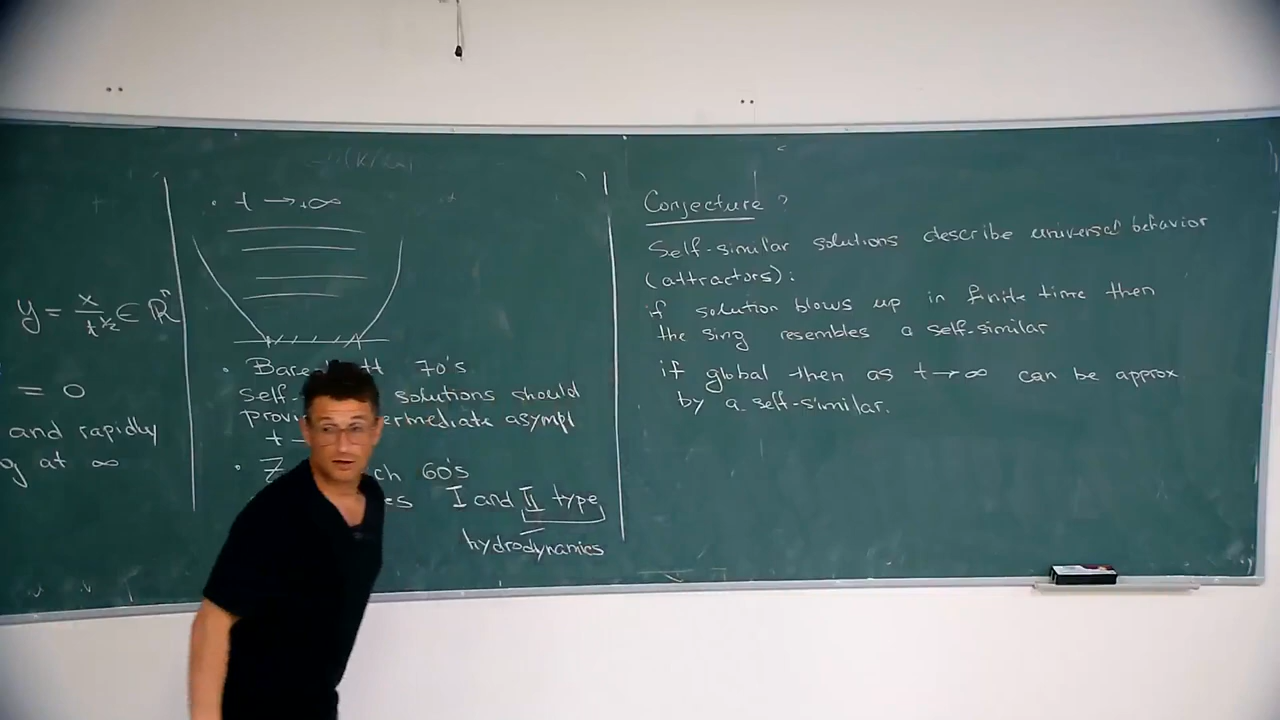 y = x/t^{1/2} ∈ ℝⁿ
= 0
and rapidly
at ∞
• t → +∞
• 70's
Self- solutions should
asympt
t
• 60's
I and II type
hydrodynamics
Conjecture ?
Self-similar solutions describe universal behavior
(attractors):
if solution blows up in finite time then
the sing resembles a self-similar
if global then as t→∞ can be approx
by a self-similar.